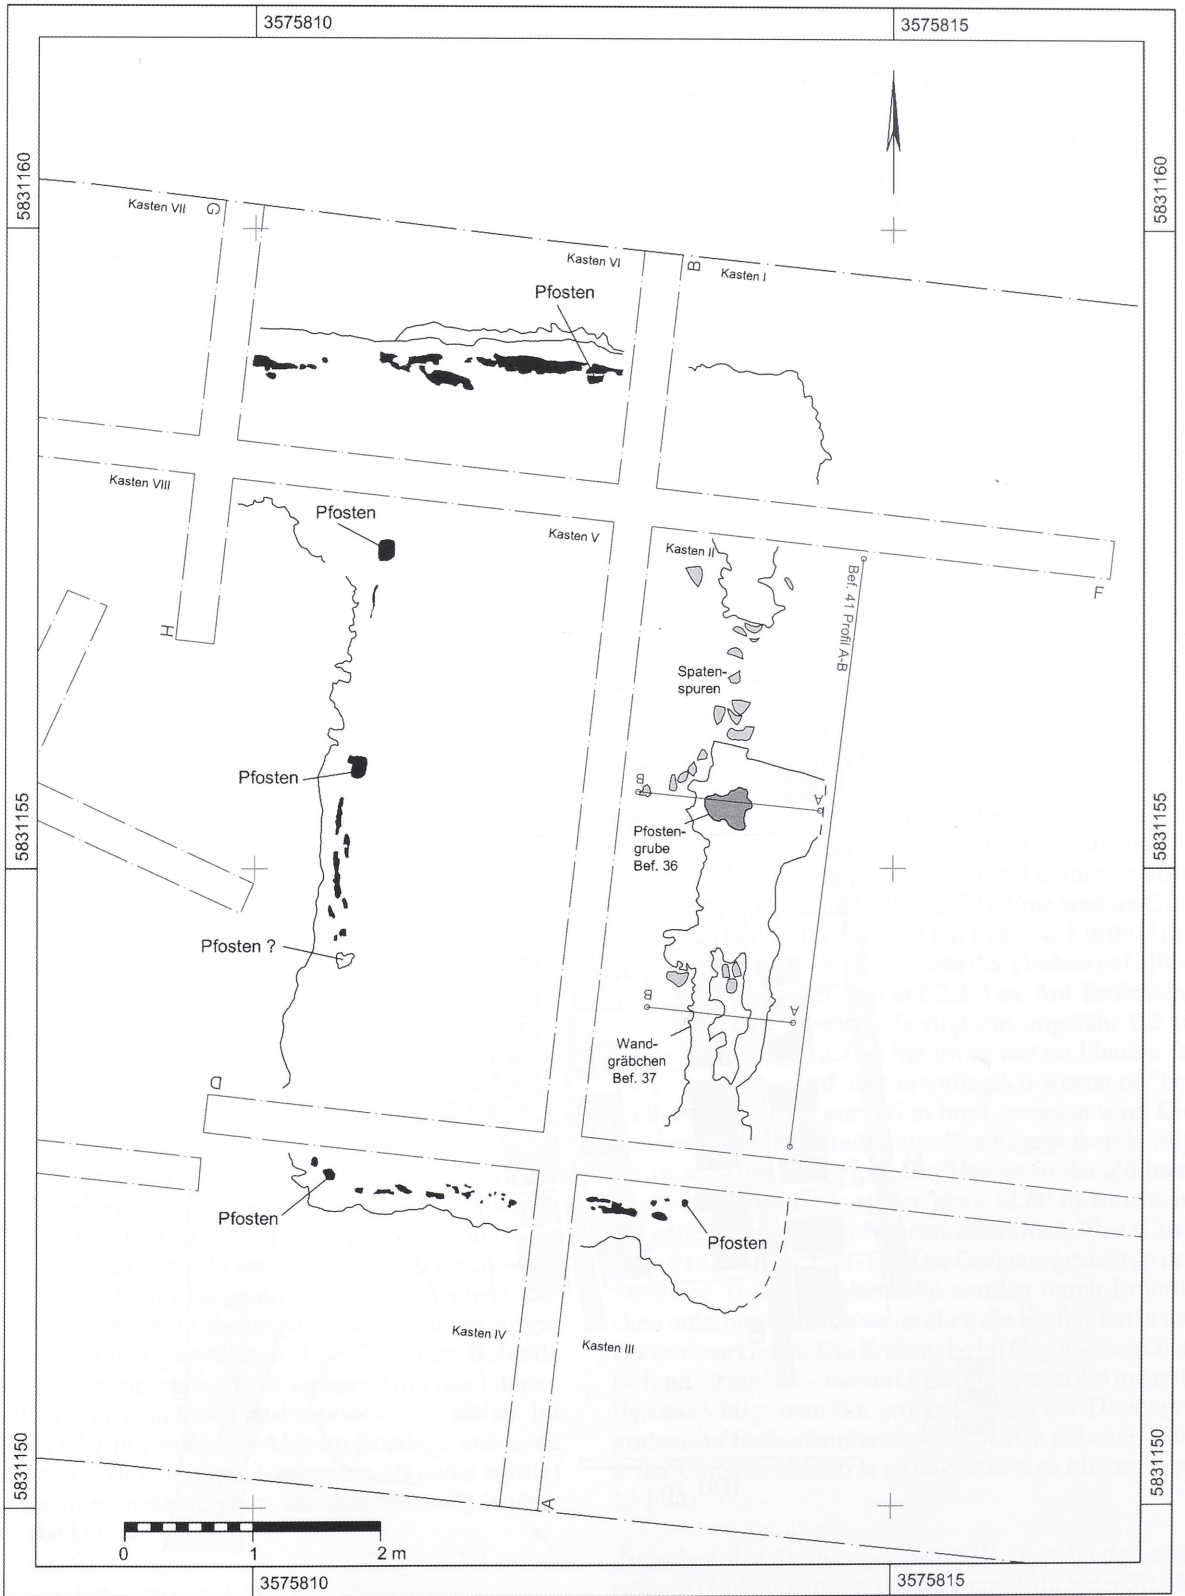 3575810
3575815
5831160
5831160
Kasten VII
G
Kasten VI
B
Kasten I
Pfosten
Kasten VIII
Pfosten
Kasten V
Kasten II
F
Bef. 41 Profil A-B
H
Spaten-
spuren
Pfosten
B
A
5831155
5831155
Pfosten-
grube
Bef. 36
Pfosten ?
B
A
Wand-
gräbchen
Bef. 37
D
Pfosten
Pfosten
Kasten IV
Kasten III
5831150
5831150
A
0
1
2 m
3575810
3575815